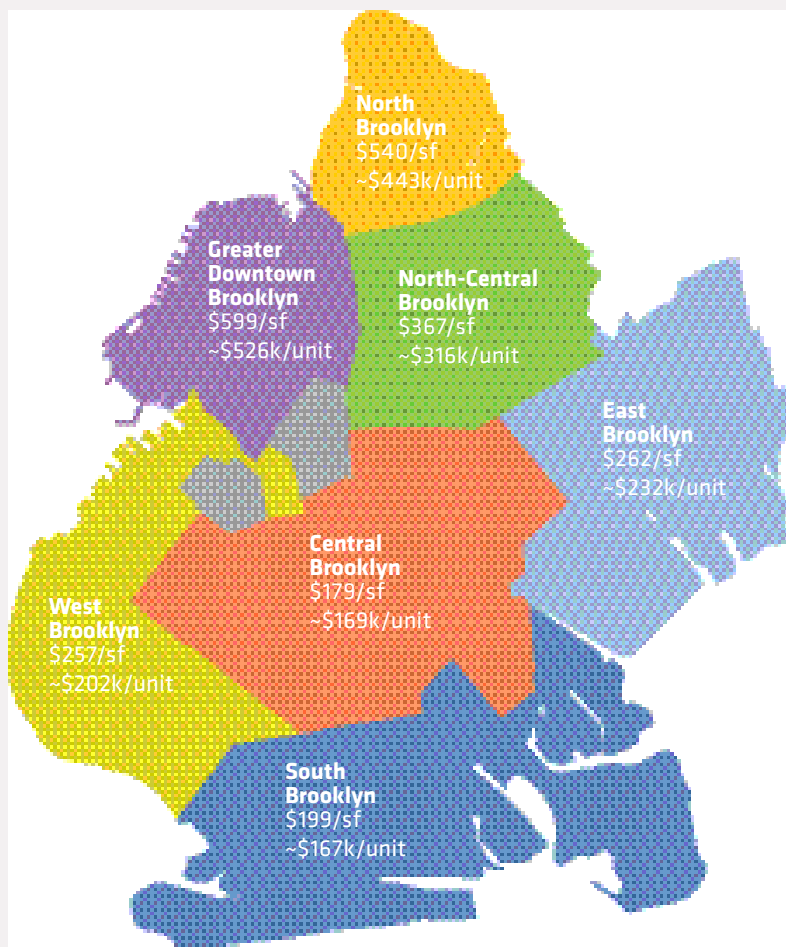 North
Brooklyn
$540/sf
~$443k/unit
Greater
Downtown
Brooklyn
$599/sf
~$526k/unit
North-Central
Brooklyn
$367/sf
~$316k/unit
East
Brooklyn
$262/sf
~$232k/unit
Central
Brooklyn
$179/sf
~$169k/unit
West
Brooklyn
$257/sf
~$202k/unit
South
Brooklyn
$199/sf
~$167k/unit